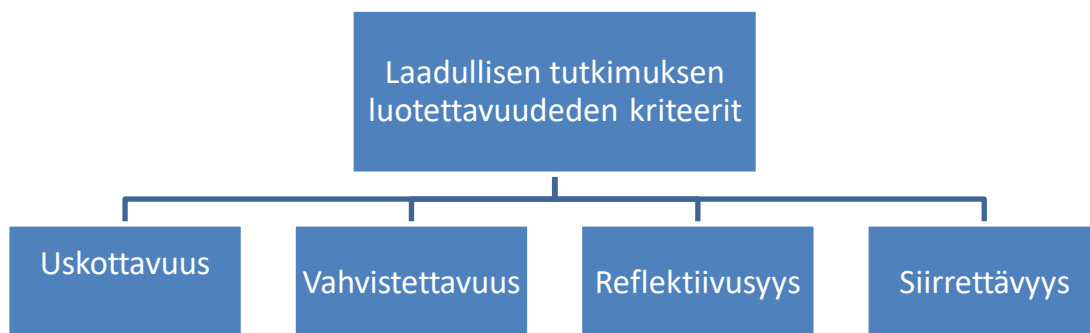 Laadullisen tutkimuksen
luotettavuudeden kriteerit
Uskottavuus
Vahvistettavuus
Reflektiivusyys
Siirrettävyys